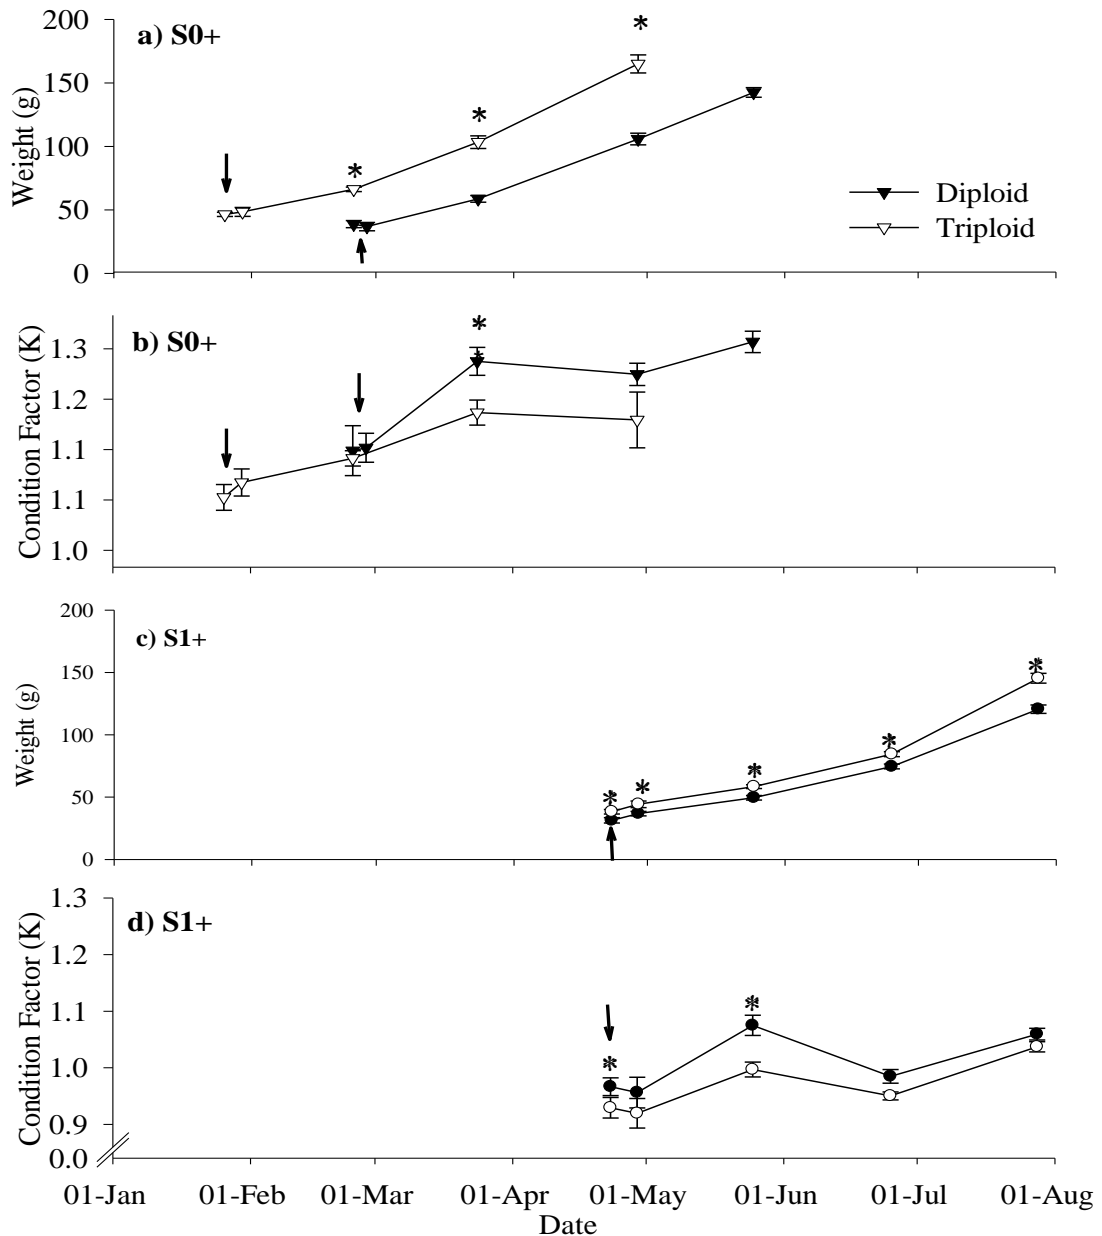 a) S0+
200
150
100
50
0
Weight (g)
*
*
*
Diploid
Triploid
b) S0+
1.3
1.2
1.1
1.1
1.0
Condition Factor (K)
*
c) S1+
200
150
100
50
0
Weight (g)
*
*
*
*
*
d) S1+
1.3
1.2
1.1
1.0
0.9
0.0
Condition Factor (K)
*
*
01-Jan 01-Feb 01-Mar 01-Apr 01-May 01-Jun 01-Jul 01-Aug
Date